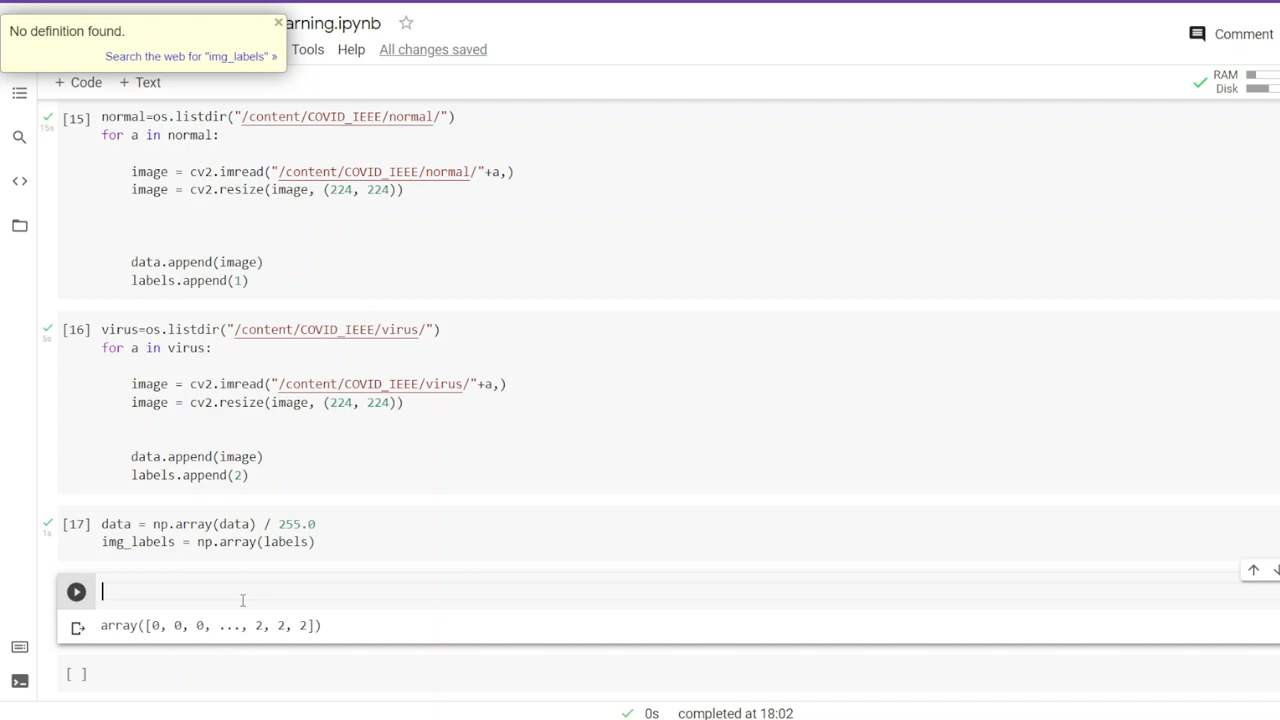 No definition found.
×
Search the web for "img_labels" »
arning.ipynb
Comment
Tools Help All changes saved
+ Code + Text
RAM
Disk
[15] normal=os.listdir("/content/COVID_IEEE/normal/")
15s
for a in normal:
image = cv2.imread("/content/COVID_IEEE/normal/"+a,)
image = cv2.resize(image, (224, 224))
data.append(image)
labels.append(1)
[16] virus=os.listdir("/content/COVID_IEEE/virus/")
5s
for a in virus:
image = cv2.imread("/content/COVID_IEEE/virus/"+a,)
image = cv2.resize(image, (224, 224))
data.append(image)
labels.append(2)
[17] data = np.array(data) / 255.0
1s
img_labels = np.array(labels)
array([0, 0, 0, ..., 2, 2, 2])
[ ]
0s completed at 18:02